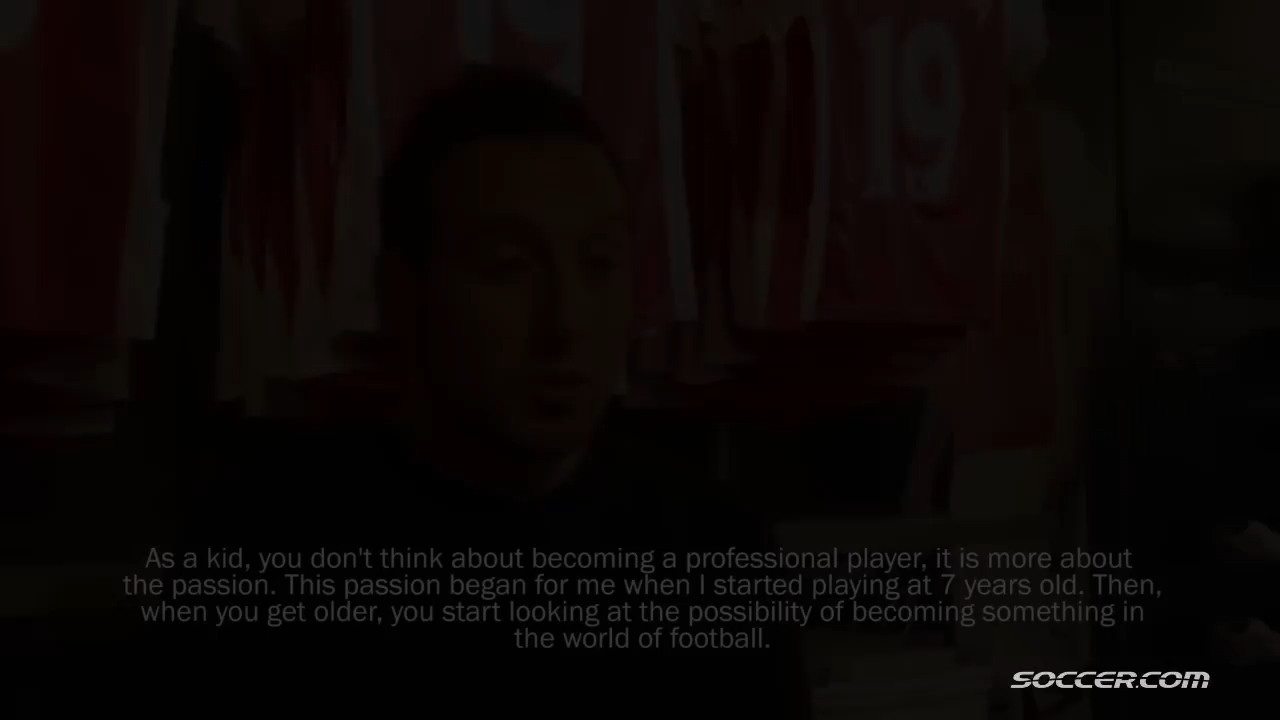 19
As a kid, you don't think about becoming a professional player, it is more about
the passion. This passion began for me when I started playing at 7 years old. Then,
when you get older, you start looking at the possibility of becoming something in
the world of football.
SOCCER.COM